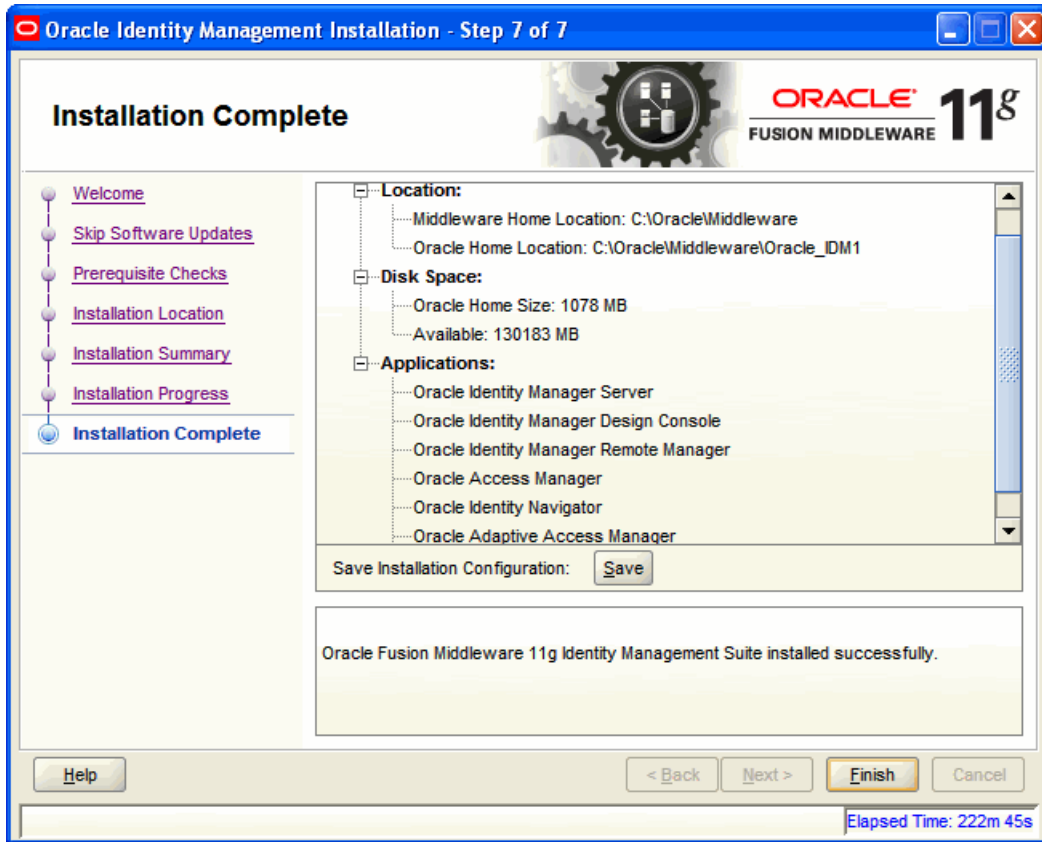 Oracle Identity Management Installation - Step 7 of 7
Installation Complete
ORACLE
FUSION MIDDLEWARE
11g
Welcome
Skip Software Updates
Prerequisite Checks
Installation Location
Installation Summary
Installation Progress
Installation Complete
Location:
Middleware Home Location: C:\Oracle\Middleware
Oracle Home Location: C:\Oracle\Middleware\Oracle_IDM1
Disk Space:
Oracle Home Size: 1078 MB
Available: 130183 MB
Applications:
Oracle Identity Manager Server
Oracle Identity Manager Design Console
Oracle Identity Manager Remote Manager
Oracle Access Manager
Oracle Identity Navigator
Oracle Adaptive Access Manager
Save Installation Configuration: Save
Oracle Fusion Middleware 11g Identity Management Suite installed successfully.
Help < Back Next > Finish Cancel
Elapsed Time: 222m 45s